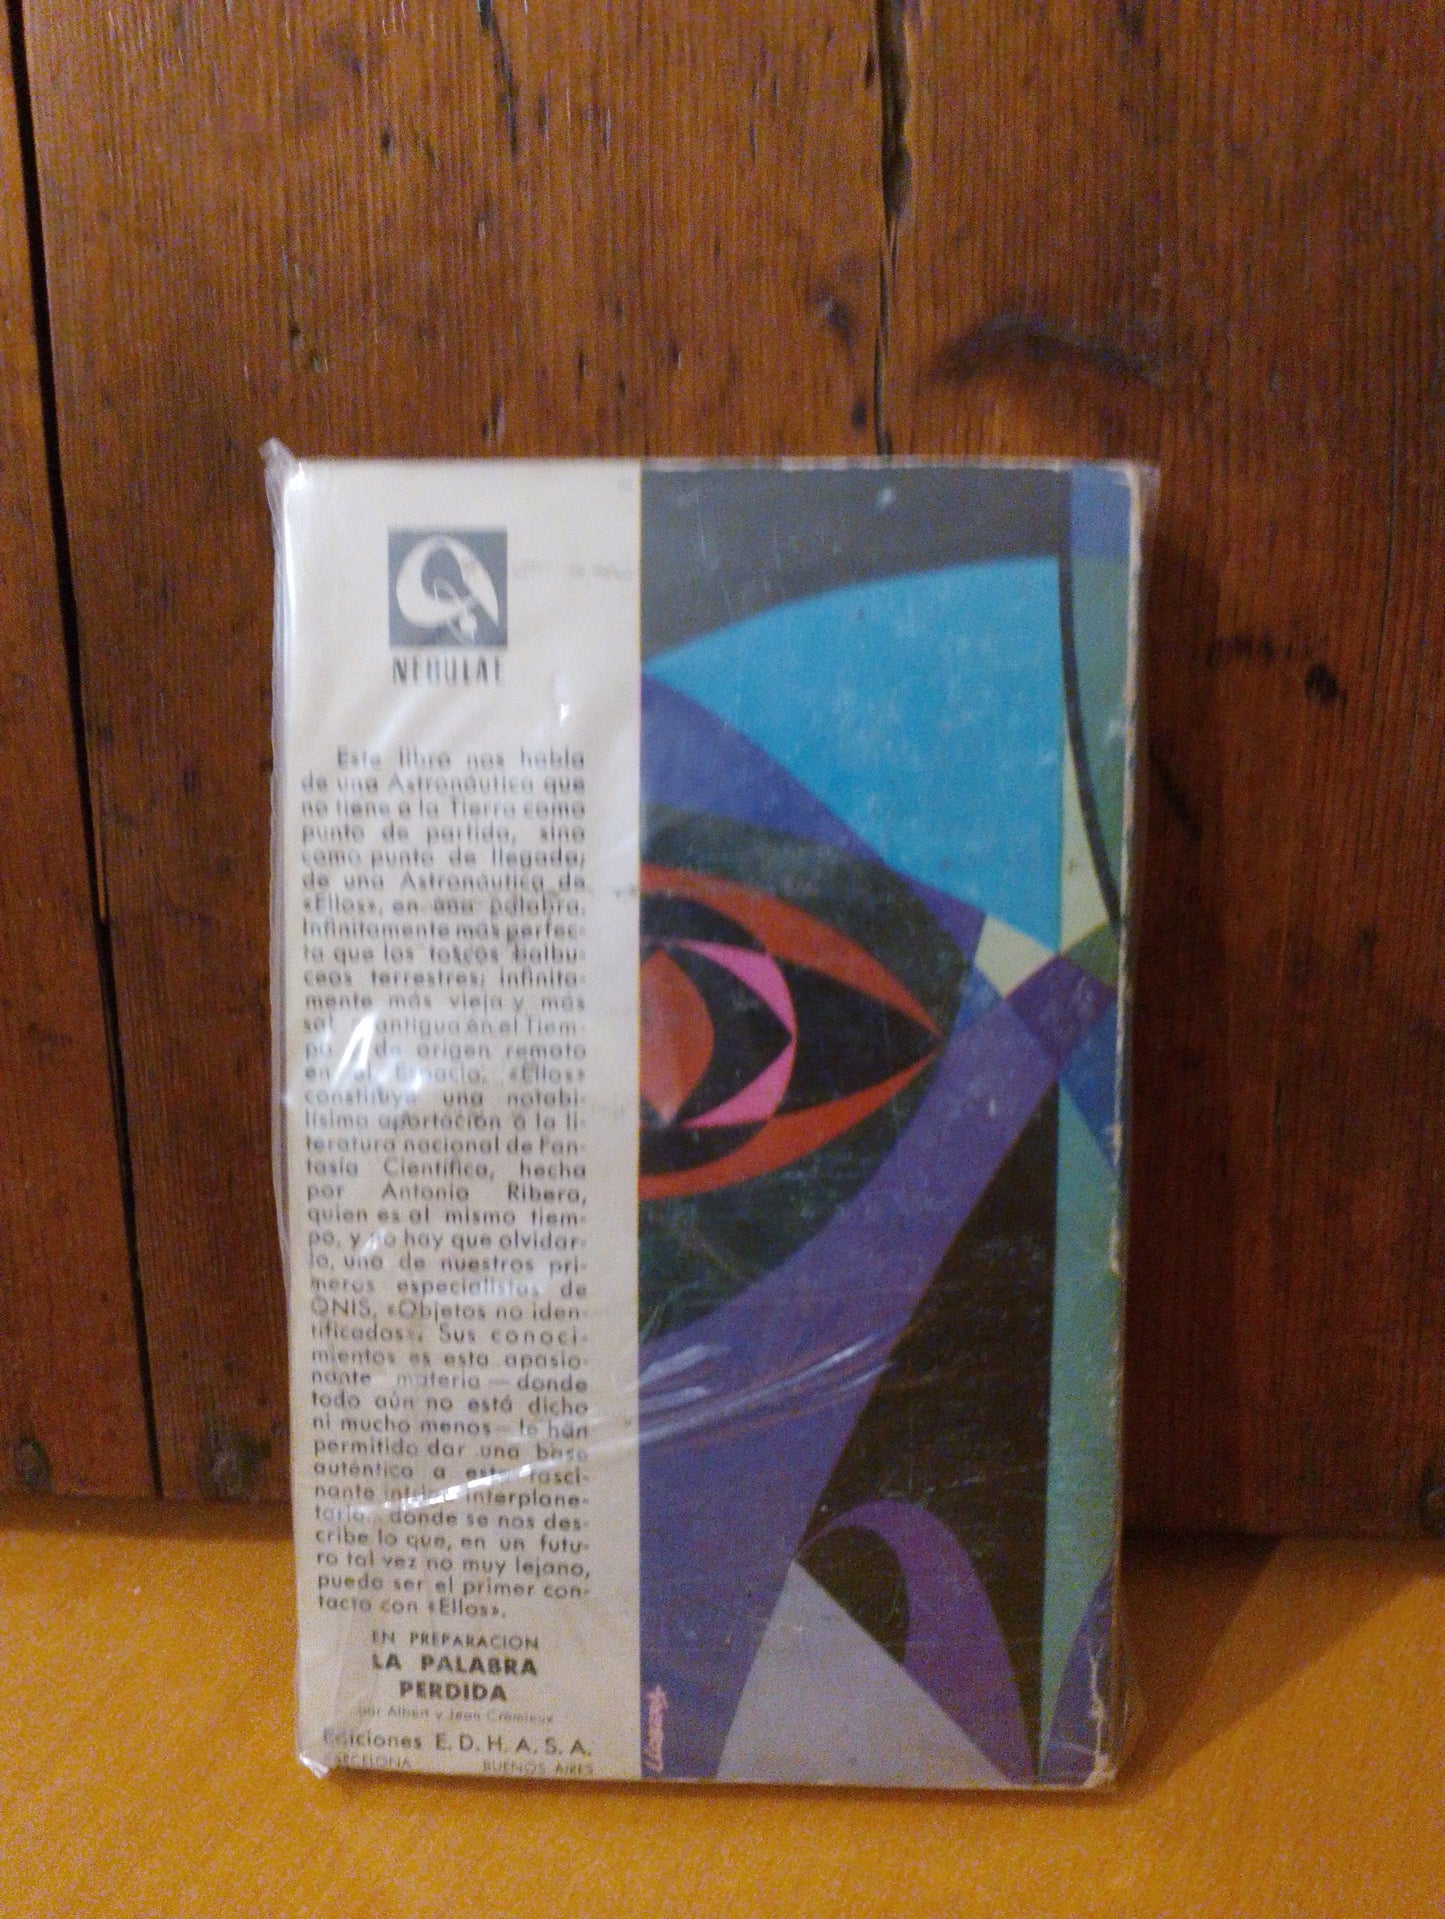 NEBULAE
Este libro nos habla
de una Astronáutica que
no tiene a la Tierra como
punto de partida, sino
como punto de llegada;
de una Astronáutica de
«Ellos», en una palabra.
Infinitamente más perfec-
ta que los toscos balbu-
ceos terrestres; infinita-
mente más vieja y más
antigua en el Tiem-
po de origen remoto
en el Espacio. «Ellos»
constituye una notabi-
lísima aportación a la li-
teratura nacional de Fan-
tasía Científica, hecha
por Antonio Ribera,
quien es al mismo tiem-
po, y no hay que olvidar-
lo, uno de nuestros pri-
meros especialistas de
ONIS, «Objetos no iden-
tificados». Sus conoci-
mientos es esta apasio-
nante materia — donde
todo aún no está dicho
ni mucho menos — le han
permitido dar una base
auténtica a esta fasci-
nante interplane-
taria donde se nos des-
cribe lo que, en un futu-
ro tal vez no muy lejano,
puede ser el primer con-
tacto con «Ellos».
EN PREPARACION
LA PALABRA
PERDIDA
por Albert y Jean Crémieux
Ediciones E. D. H. A. S. A.
BARCELONA BUENOS AIRES